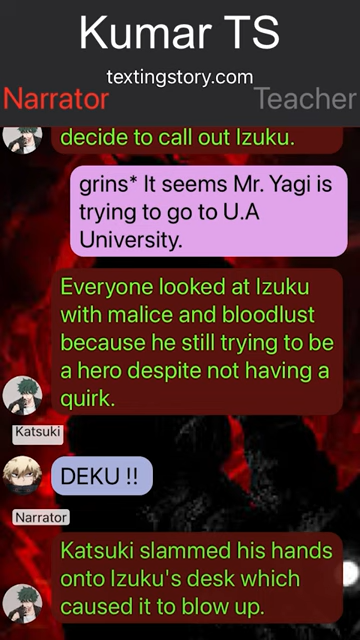 Kumar TS
textingstory.com
Narrator
Teacher
decide to call out Izuku.
grins* It seems Mr. Yagi is
trying to go to U.A
University.
Everyone looked at Izuku
with malice and bloodlust
because he still trying to be
a hero despite not having a
quirk.
Katsuki
DEKU !!
Narrator
Katsuki slammed his hands
onto Izuku's desk which
caused it to blow up.